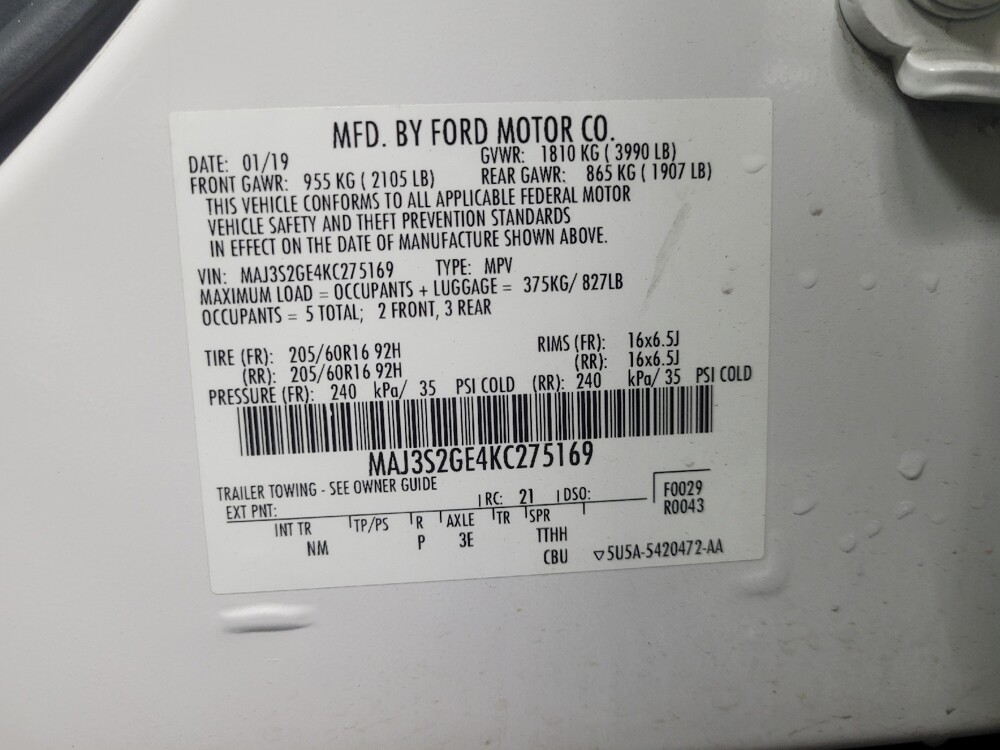 MFD. BY FORD MOTOR CO.
DATE: 01/19 GVWR: 1810 KG ( 3990 LB)
FRONT GAWR: 955 KG ( 2105 LB) REAR GAWR: 865 KG ( 1907 LB)
THIS VEHICLE CONFORMS TO ALL APPLICABLE FEDERAL MOTOR
VEHICLE SAFETY AND THEFT PREVENTION STANDARDS
IN EFFECT ON THE DATE OF MANUFACTURE SHOWN ABOVE.
VIN: MAJ3S2GE4KC275169 TYPE: MPV
MAXIMUM LOAD = OCCUPANTS + LUGGAGE = 375KG/ 827LB
OCCUPANTS = 5 TOTAL; 2 FRONT, 3 REAR
TIRE (FR): 205/60R16 92H RIMS (FR): 16x6.5J
(RR): 205/60R16 92H (RR): 16x6.5J
PRESSURE (FR): 240 kPa/ 35 PSI COLD (RR): 240 kPa/ 35 PSI COLD
MAJ3S2GE4KC275169
TRAILER TOWING - SEE OWNER GUIDE
EXT PNT: RC: 21 DSO: F0029
R0043
INT TR TP/PS R AXLE TR SPR
NM P 3E TTHH
CBU ▽5U5A-5420472-AA